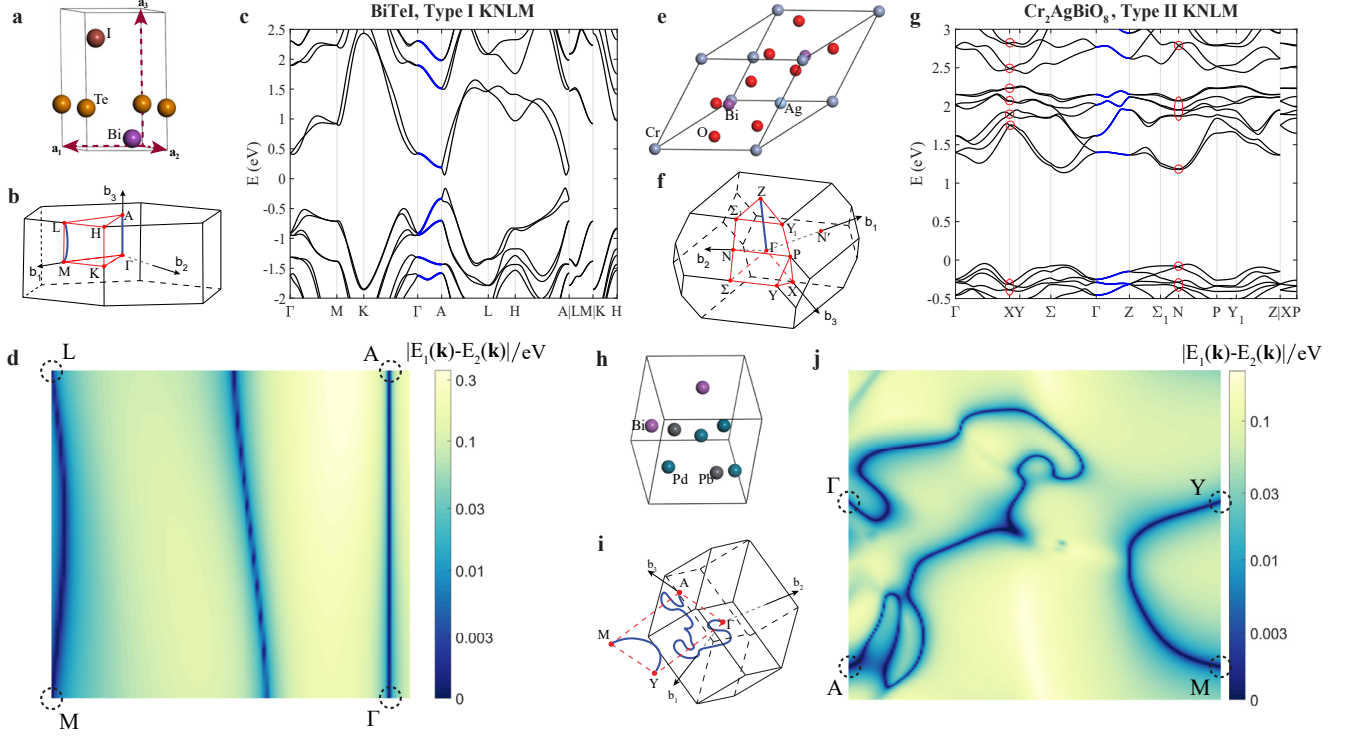 a
a₃
I
Te
Bi
a₁
a₂
b
b₃
A
L
H
Γ
M
K
b₂
c
BiTeI, Type I KNLM
E (eV)
2.5
2
1.5
1
0.5
0
-0.5
-1
-1.5
-2
Γ M K Γ A L H A|LM|K H
d
L
A
|E₁(k)-E₂(k)|/eV
0.3
0.1
0.03
0.01
0.003
0
M
Γ
e
Cr
O
Bi
Ag
f
Z
Σ₁
Y₁
N'
b₁
b₂
N
Γ
P
Σ
Y
X
b₃
g
Cr₂AgBiO₈, Type II KNLM
E (eV)
3
2.5
2
1.5
1
0.5
0
-0.5
Γ XY Σ Γ Z Σ₁ N P Y₁ Z|XP
h
Bi
Pd
Pb
i
b₃
A
b₂
M
Γ
Y
b₁
j
|E₁(k)-E₂(k)|/eV
Γ
Y
A
M
0.1
0.03
0.01
0.003
0